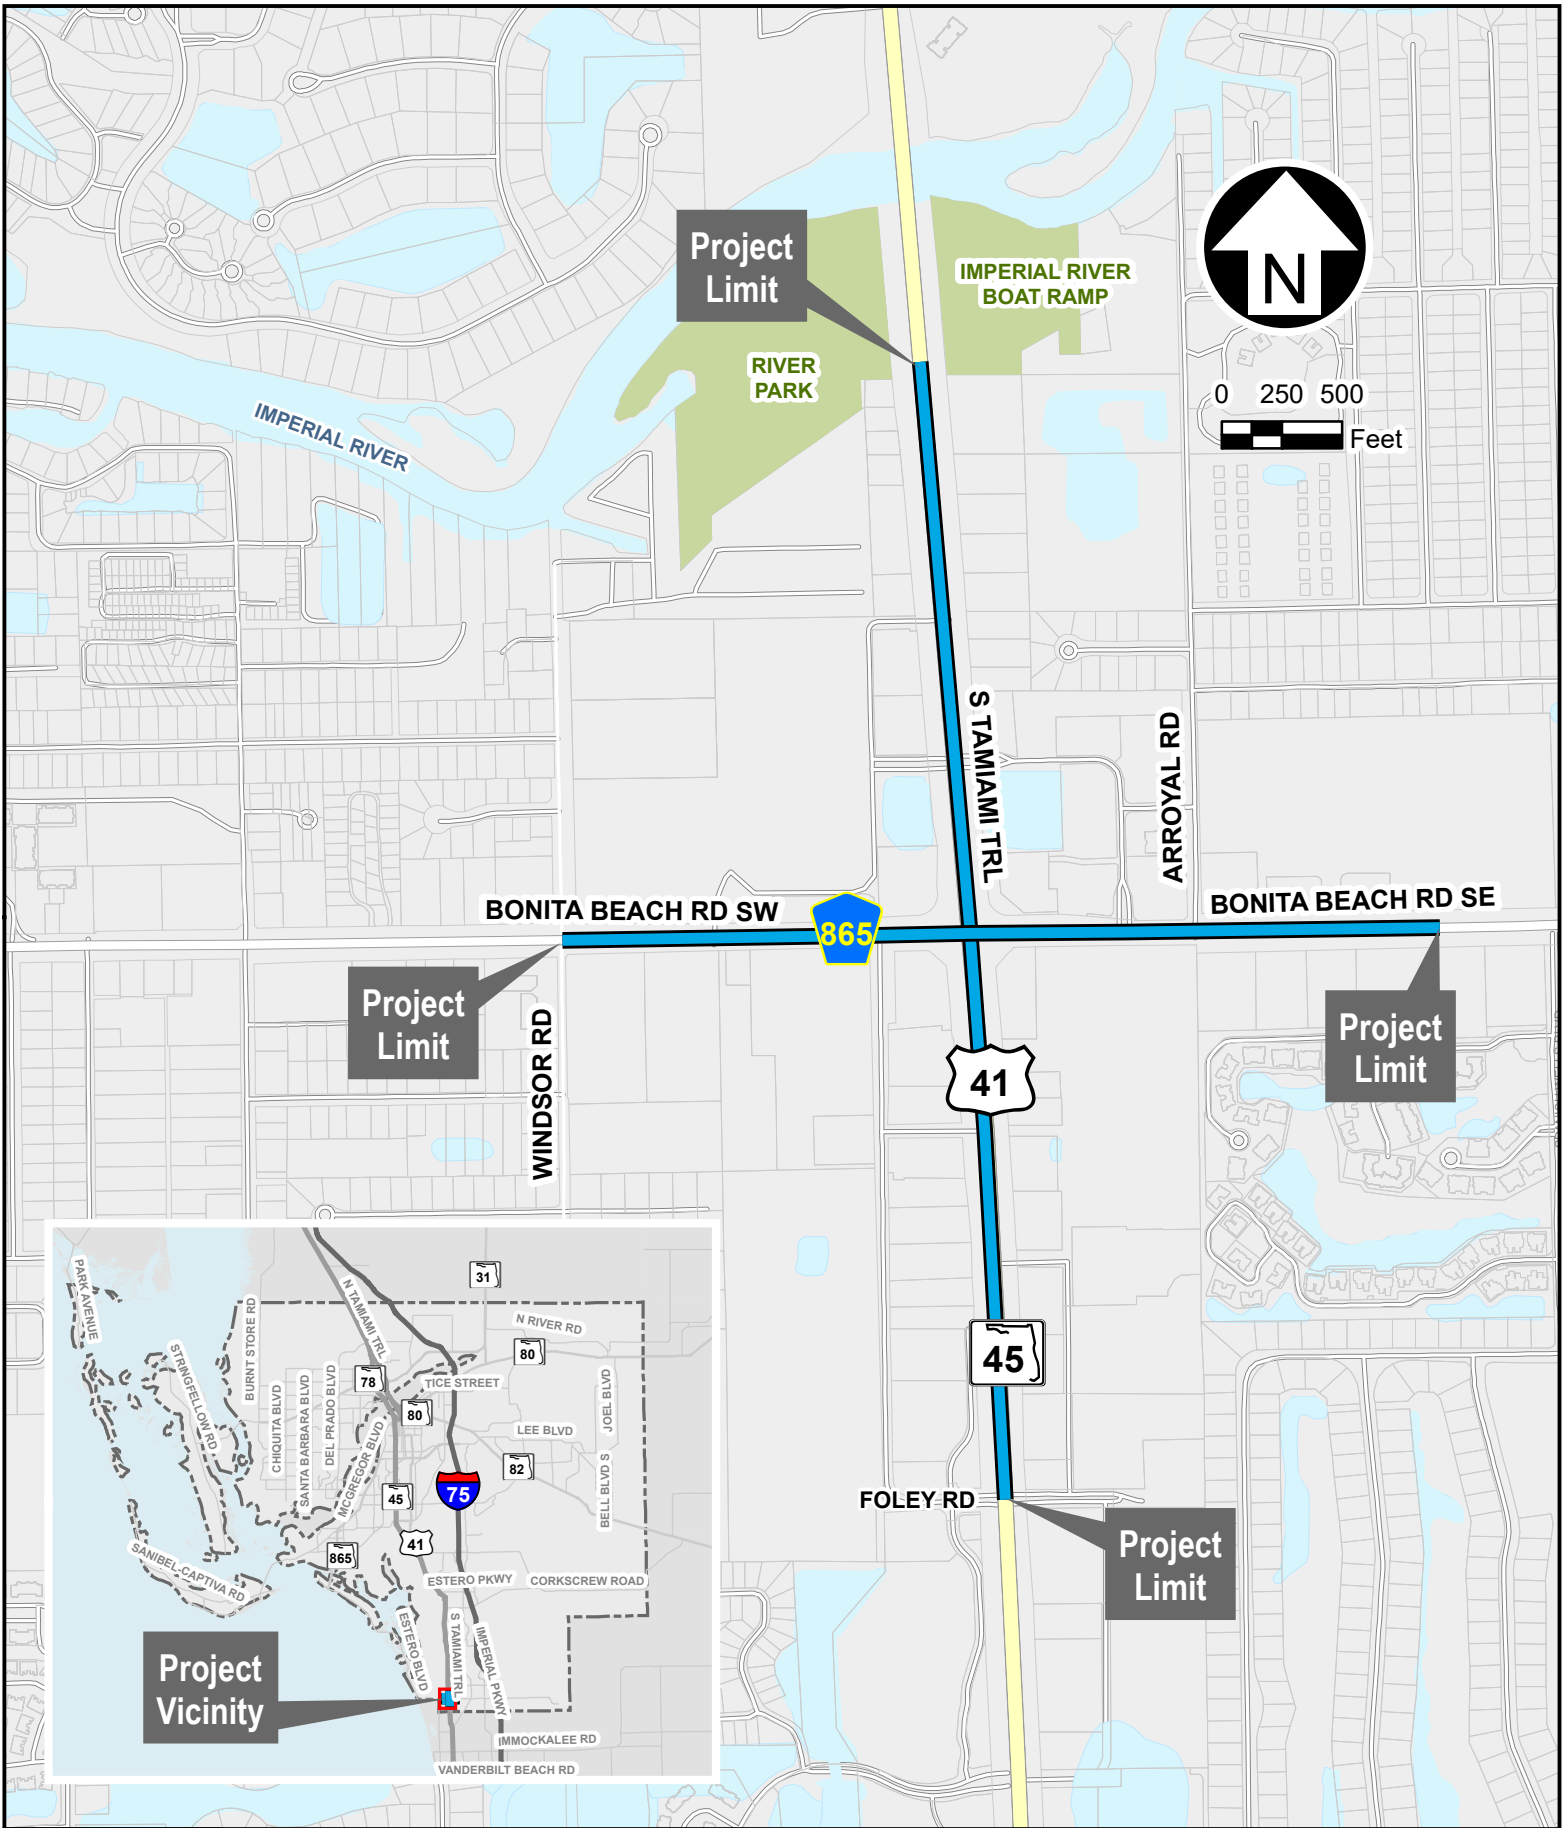 Project
Limit
IMPERIAL RIVER
BOAT RAMP
N
RIVER
PARK
0 250 500
Feet
IMPERIAL RIVER
S TAMIAMI TRL
ARROYAL RD
BONITA BEACH RD SW
865
BONITA BEACH RD SE
Project
Limit
WINDSOR RD
Project
Limit
41
45
FOLEY RD
Project
Limit
PARK AVENUE
STRINGFELLOW RD
BURNT STORE RD
N TAMIAMI TRL
31
N RIVER RD
80
78
TICE STREET
80
CHIQUITA BLVD
SANTA BARBARA BLVD
DEL PRADO BLVD
MCGREGOR BLVD
LEE BLVD
JOEL BLVD
82
BELL BLVD S
45
75
41
865
SANIBEL-CAPTIVA RD
ESTERO PKWY
CORKSCREW ROAD
ESTERO BLVD
S TAMIAMI TRL
IMPERIAL PKWY
Project
Vicinity
IMMOCKALEE RD
VANDERBILT BEACH RD